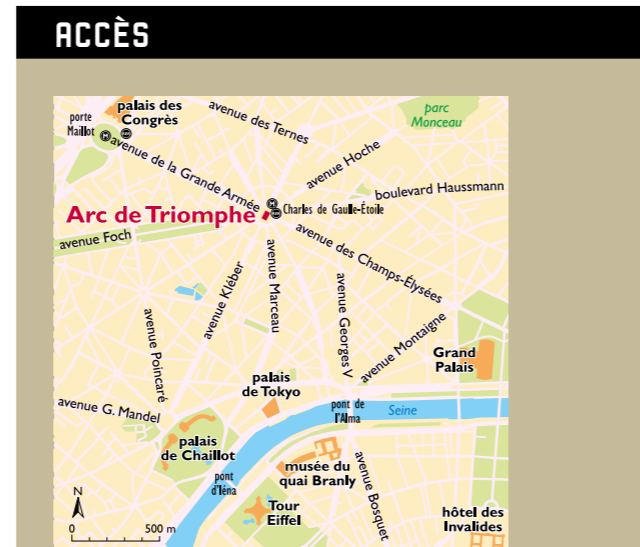 ACCÈS
palais des
Congrès
porte
Maillot
avenue des Ternes
parc
Monceau
avenue de la Grande Armée
avenue Hoche
boulevard Haussmann
Arc de Triomphe
Charles de Gaulle-Étoile
avenue Foch
avenue des Champs-Élysées
avenue Kléber
avenue Marceau
avenue Georges V
avenue Montaigne
avenue Poincaré
Grand
Palais
palais
de Tokyo
avenue G. Mandel
pont de
l'Alma
Seine
palais
de Chaillot
pont
d'Iéna
musée du
quai Branly
avenue Bosquet
Tour
Eiffel
hôtel des
Invalides
N
0 500 m